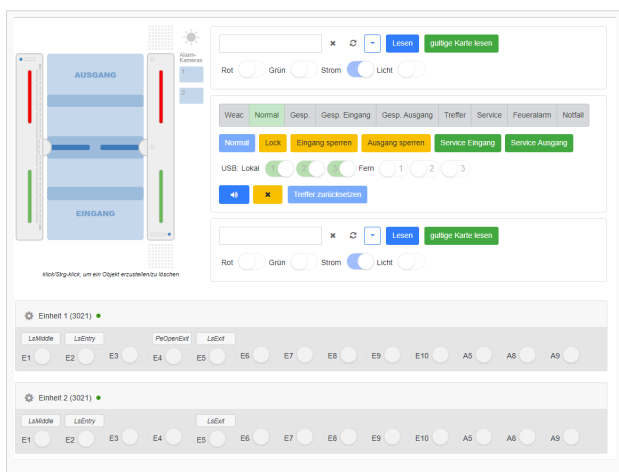 Lesen gultige Karte lesen
Rot Grün Strom Licht
Alarm-
Kameras
1
2
AUSGANG
EINGANG
klick/Strg-klick, um ein Objekt erzustellen/zu löschen
Weac Normal Gesp. Gesp. Eingang Gesp. Ausgang Treffer Service Feueralarm Notfall
Normal Lock Eingang sperren Ausgang sperren Service Eingang Service Ausgang
USB: Lokal 1 2 3 Fern 1 2 3
Treffer zurücksetzen
Lesen gultige Karte lesen
Rot Grün Strom Licht
Einheit 1 (3021)
LsMiddle LsEntry PeOpenExit LsExit
E1 E2 E3 E4 E5 E6 E7 E8 E9 E10 A5 A8 A9
Einheit 2 (3021)
LsMiddle LsEntry LsExit
E1 E2 E3 E4 E5 E6 E7 E8 E9 E10 A5 A8 A9